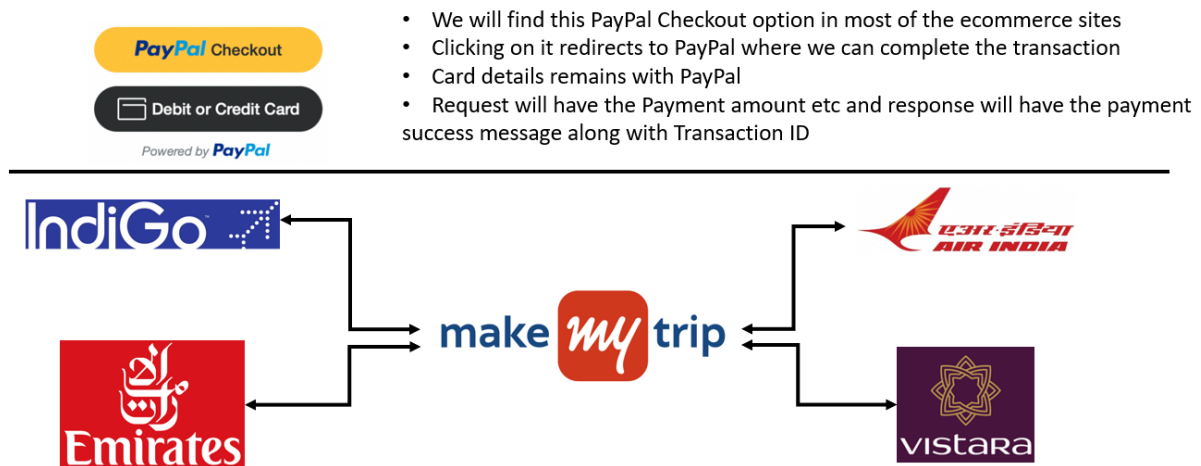 PayPal Checkout
Debit or Credit Card
Powered by PayPal
• We will find this PayPal Checkout option in most of the ecommerce sites
• Clicking on it redirects to PayPal where we can complete the transaction
• Card details remains with PayPal
• Request will have the Payment amount etc and response will have the payment
success message along with Transaction ID
IndiGo
एअर इंडिया
AIR INDIA
make my trip
Emirates
VISTARA